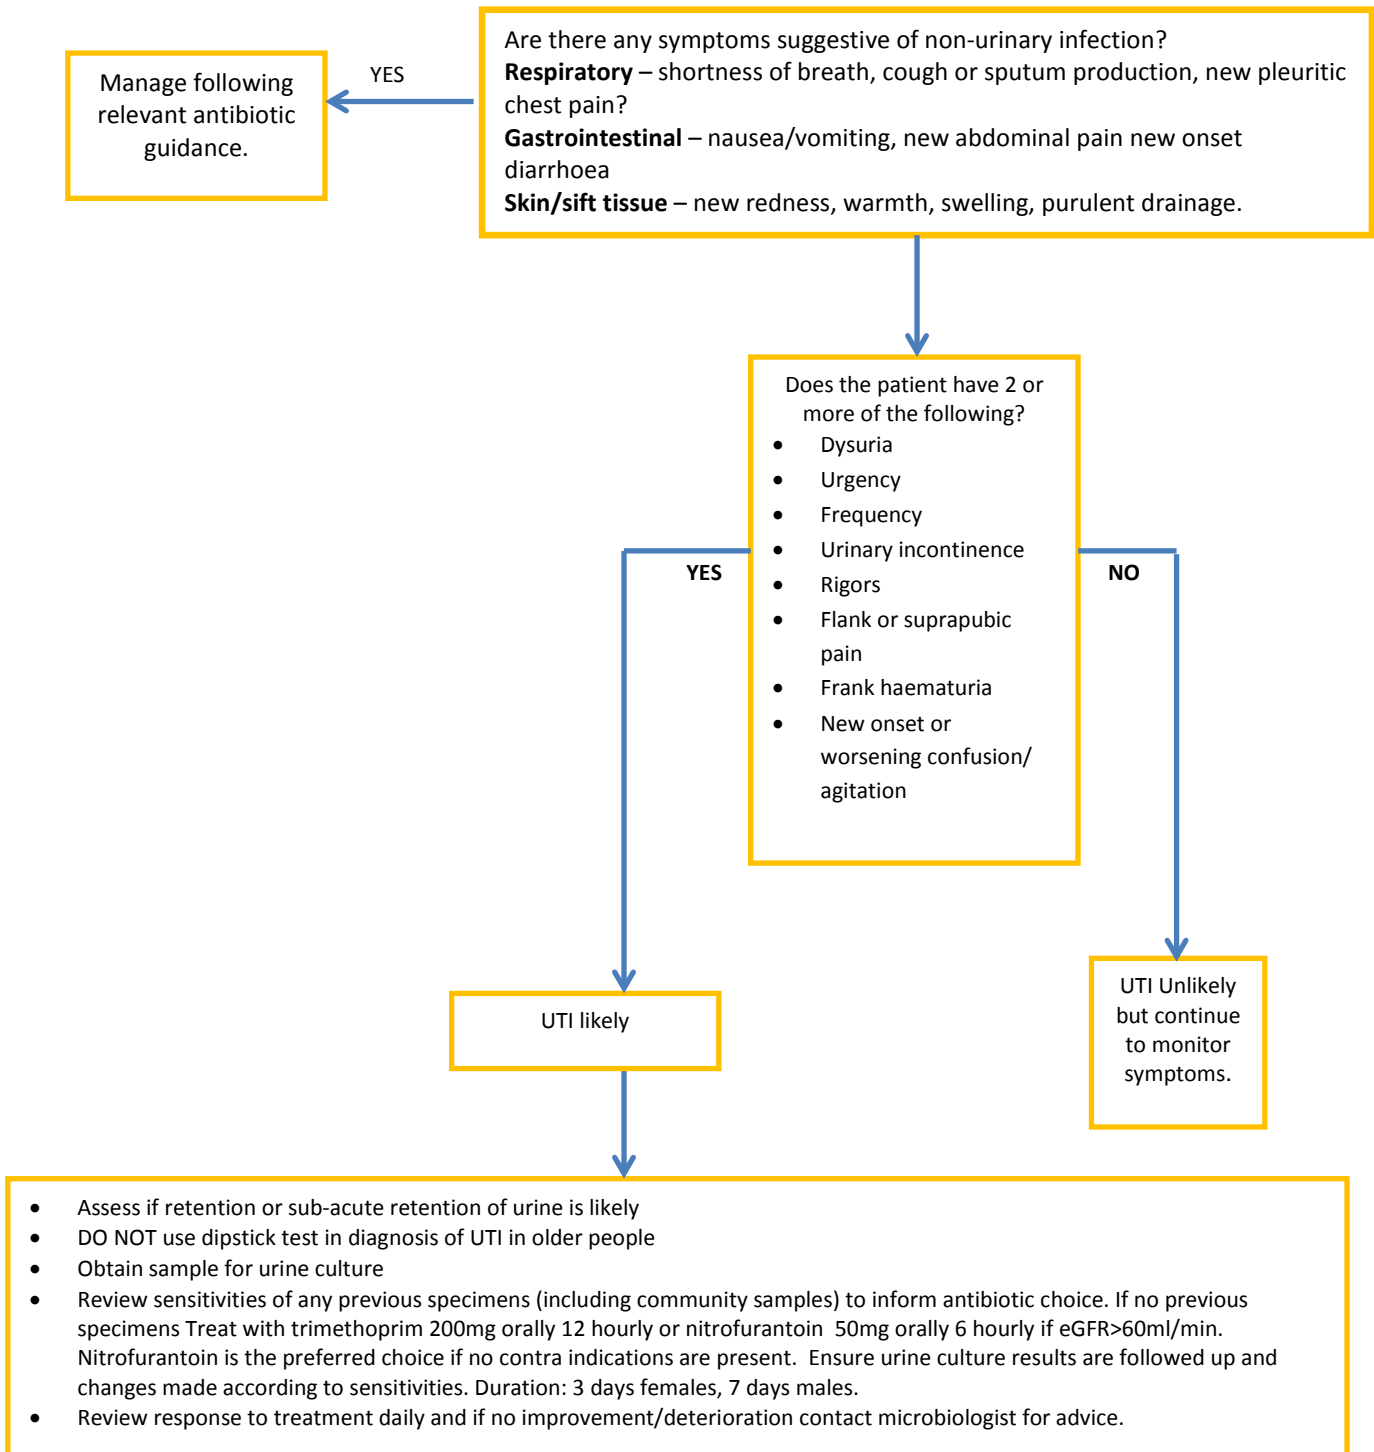 Are there any symptoms suggestive of non-urinary infection?
Respiratory – shortness of breath, cough or sputum production, new pleuritic
chest pain?
Gastrointestinal – nausea/vomiting, new abdominal pain new onset
diarrhoea
Skin/sift tissue – new redness, warmth, swelling, purulent drainage.
YES
Manage following
relevant antibiotic
guidance.
Does the patient have 2 or
more of the following?
• Dysuria
• Urgency
• Frequency
• Urinary incontinence
• Rigors
• Flank or suprapubic
pain
• Frank haematuria
• New onset or
worsening confusion/
agitation
YES
NO
UTI likely
UTI Unlikely
but continue
to monitor
symptoms.
• Assess if retention or sub-acute retention of urine is likely
• DO NOT use dipstick test in diagnosis of UTI in older people
• Obtain sample for urine culture
• Review sensitivities of any previous specimens (including community samples) to inform antibiotic choice. If no previous
specimens Treat with trimethoprim 200mg orally 12 hourly or nitrofurantoin 50mg orally 6 hourly if eGFR>60ml/min.
Nitrofurantoin is the preferred choice if no contra indications are present. Ensure urine culture results are followed up and
changes made according to sensitivities. Duration: 3 days females, 7 days males.
• Review response to treatment daily and if no improvement/deterioration contact microbiologist for advice.